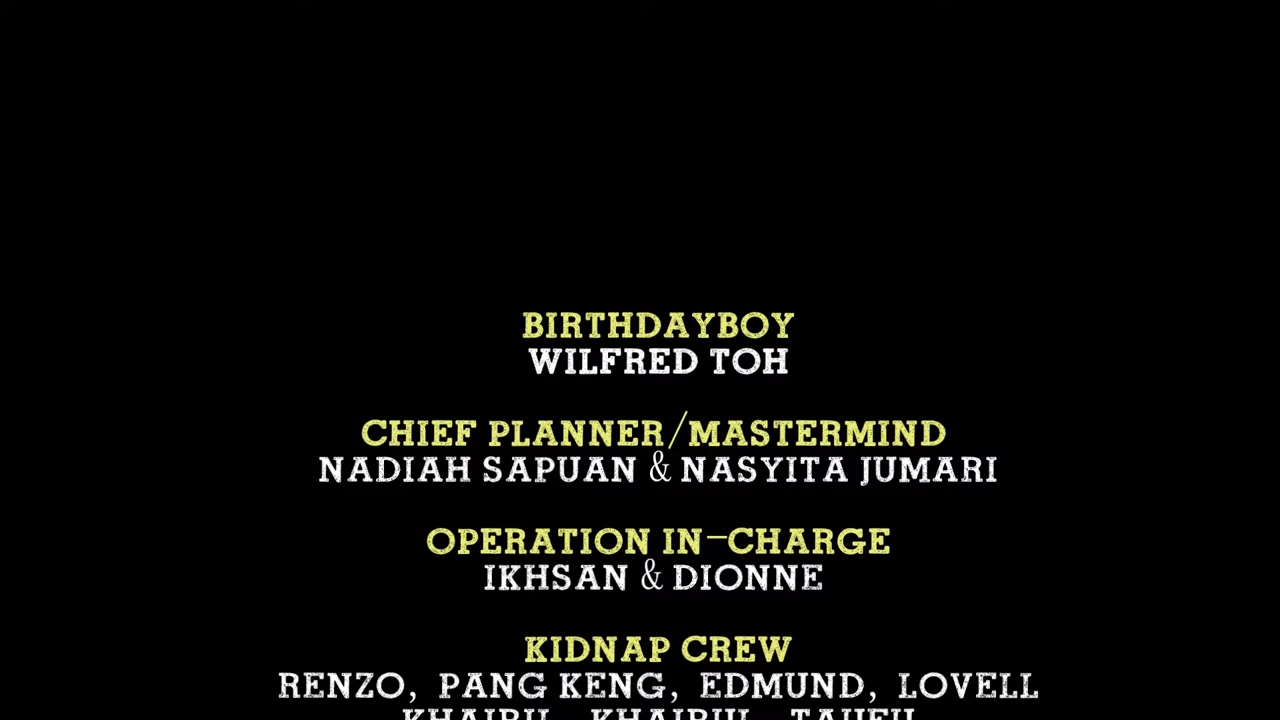 BIRTHDAYBOY
WILFRED TOH
CHIEF PLANNER/MASTERMIND
NADIAH SAPUAN & NASYITA JUMARI
OPERATION IN-CHARGE
IKHSAN & DIONNE
KIDNAP CREW
RENZO, PANG KENG, EDMUND, LOVELL